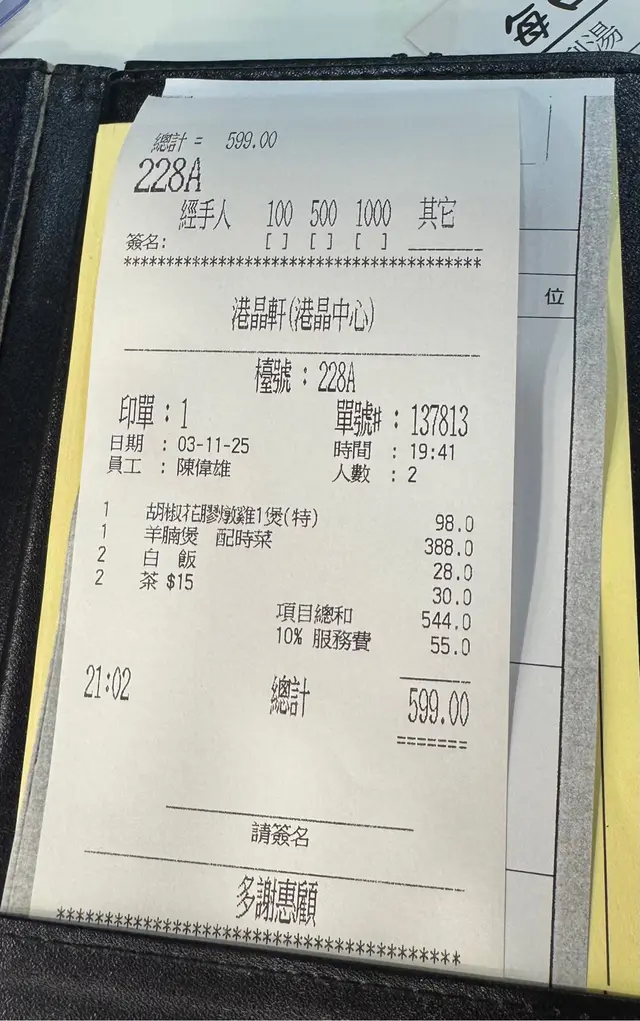 總計 = 599.00
228A
經手人 100 500 1000 其它
簽名: [ ] [ ] [ ] ________
************************************
港晶軒(港晶中心)
檯號 : 228A
印單 : 1 單號# : 137813
日期 : 03-11-25 時間 : 19:41
員工 : 陳偉雄 人數 : 2
1 胡椒花膠燉雞1煲(特) 98.0
1 羊腩煲 配時菜 388.0
2 白 飯 28.0
2 茶 $15 30.0
項目總和 544.0
10% 服務費 55.0
21:02 總計 599.00
=======
請簽名
多謝惠顧
************************************
位
湯